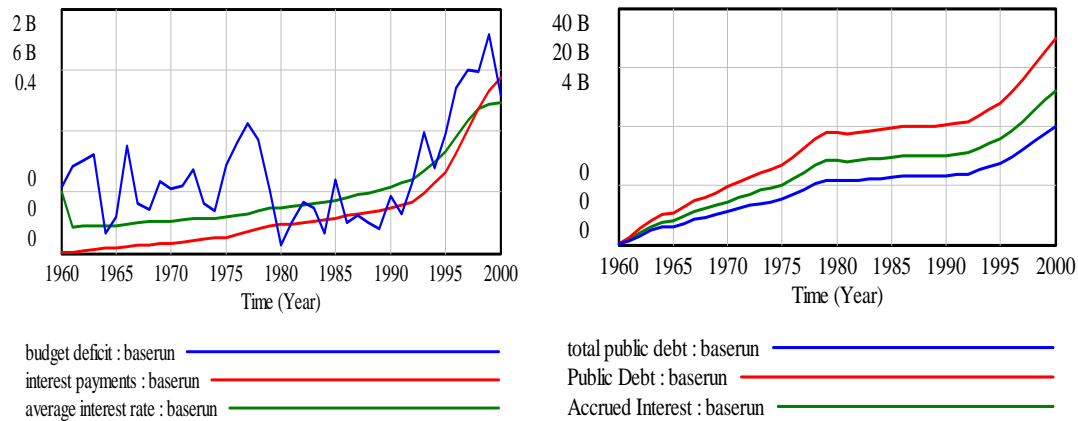 2 B
6 B
0.4
0
0
0
1960 1965 1970 1975 1980 1985 1990 1995 2000
Time (Year)
budget deficit : baserun
interest payments : baserun
average interest rate : baserun
40 B
20 B
4 B
0
0
0
1960 1965 1970 1975 1980 1985 1990 1995 2000
Time (Year)
total public debt : baserun
Public Debt : baserun
Accrued Interest : baserun